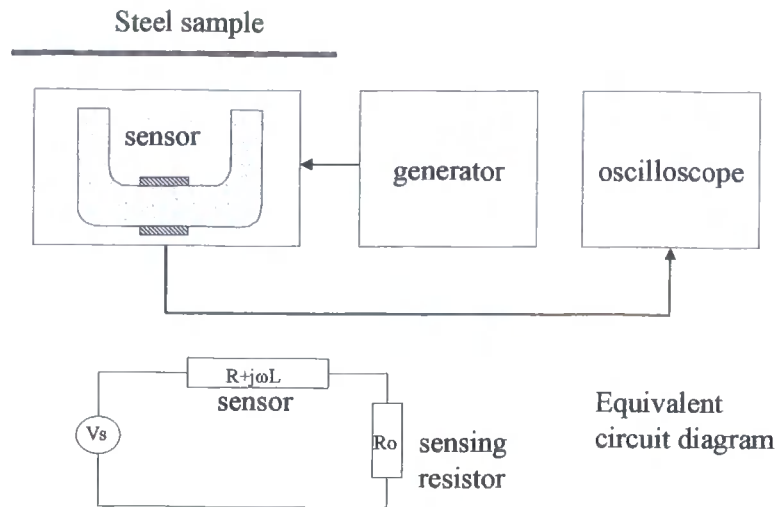 Steel sample
sensor
generator
oscilloscope
R+jωL
sensor
Vs
Ro
sensing
resistor
Equivalent
circuit diagram